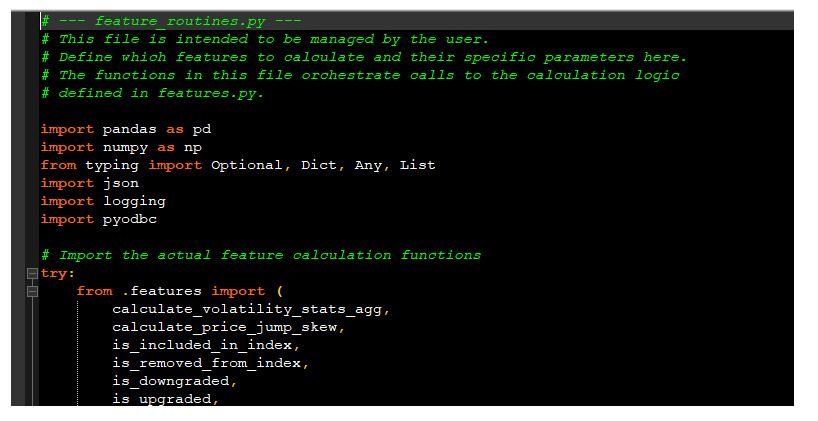 # --- feature_routines.py ---
# This file is intended to be managed by the user.
# Define which features to calculate and their specific parameters here.
# The functions in this file orchestrate calls to the calculation logic
# defined in features.py.
import pandas as pd
import numpy as np
from typing import Optional, Dict, Any, List
import json
import logging
import pyodbc
# Import the actual feature calculation functions
try:
from .features import (
calculate_volatility_stats_agg,
calculate_price_jump_skew,
is_included_in_index,
is_removed_from_index,
is_downgraded,
is_upgraded,